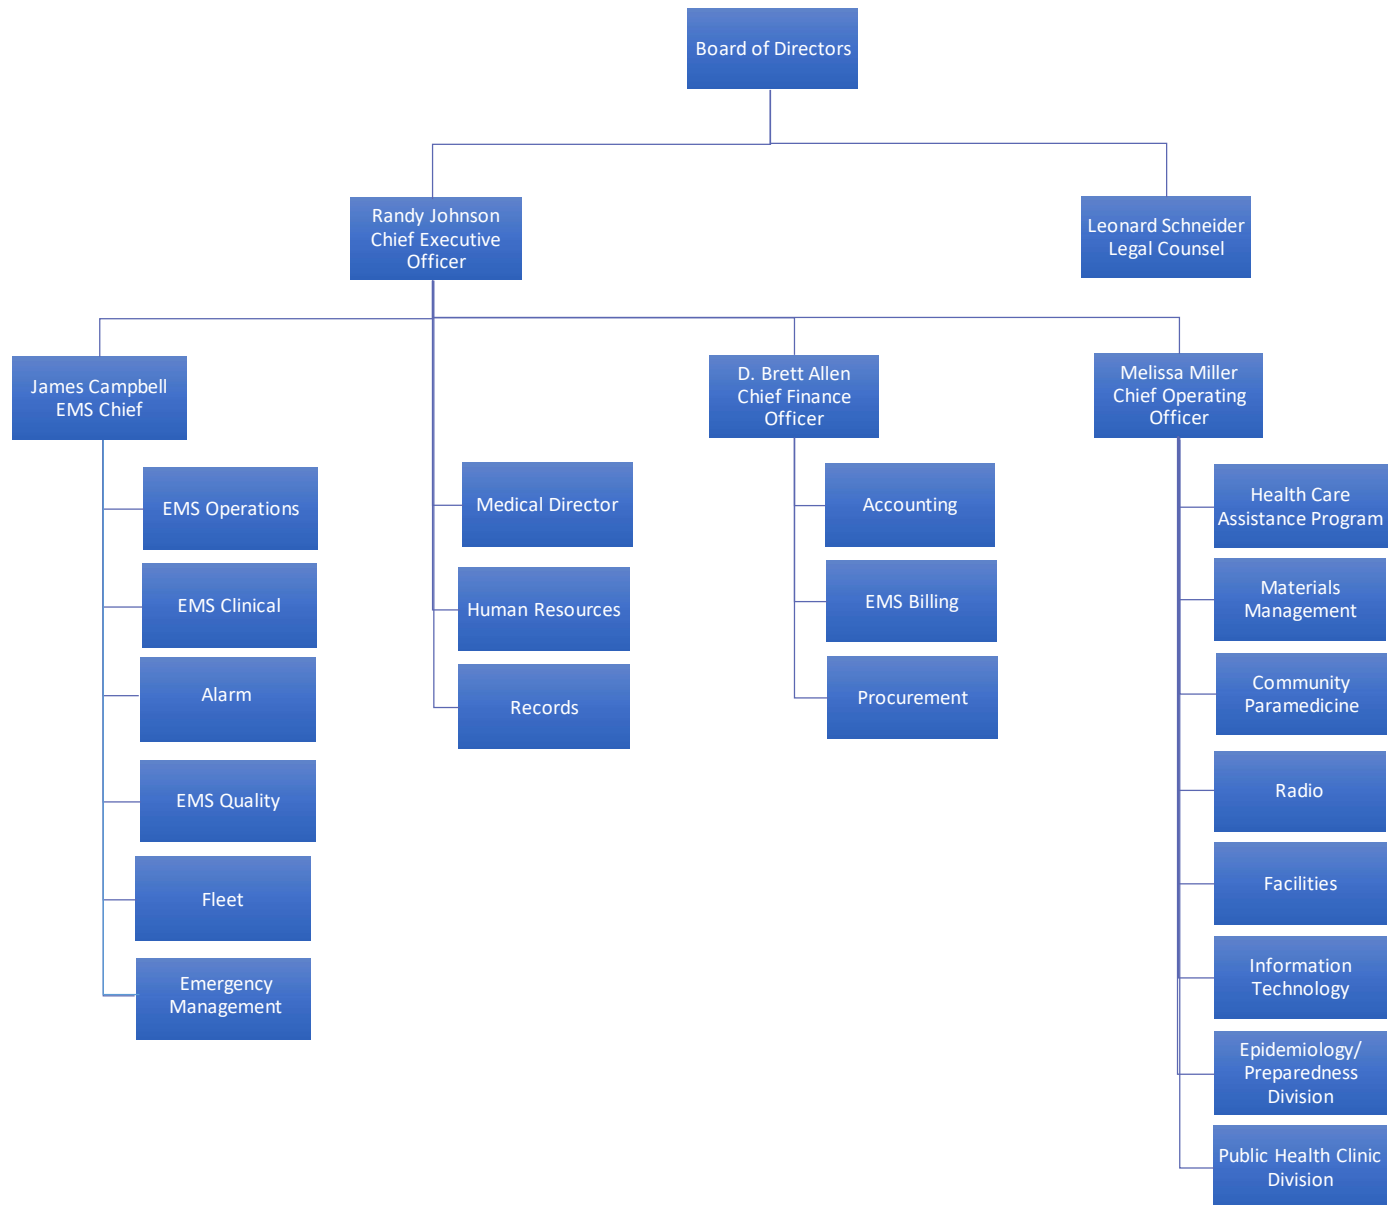 Board of Directors
Randy Johnson
Chief Executive
Officer
Leonard Schneider
Legal Counsel
James Campbell
EMS Chief
D. Brett Allen
Chief Finance
Officer
Melissa Miller
Chief Operating
Officer
EMS Operations
EMS Clinical
Alarm
EMS Quality
Fleet
Emergency
Management
Medical Director
Human Resources
Records
Accounting
EMS Billing
Procurement
Health Care
Assistance Program
Materials
Management
Community
Paramedicine
Radio
Facilities
Information
Technology
Epidemiology/
Preparedness
Division
Public Health Clinic
Division